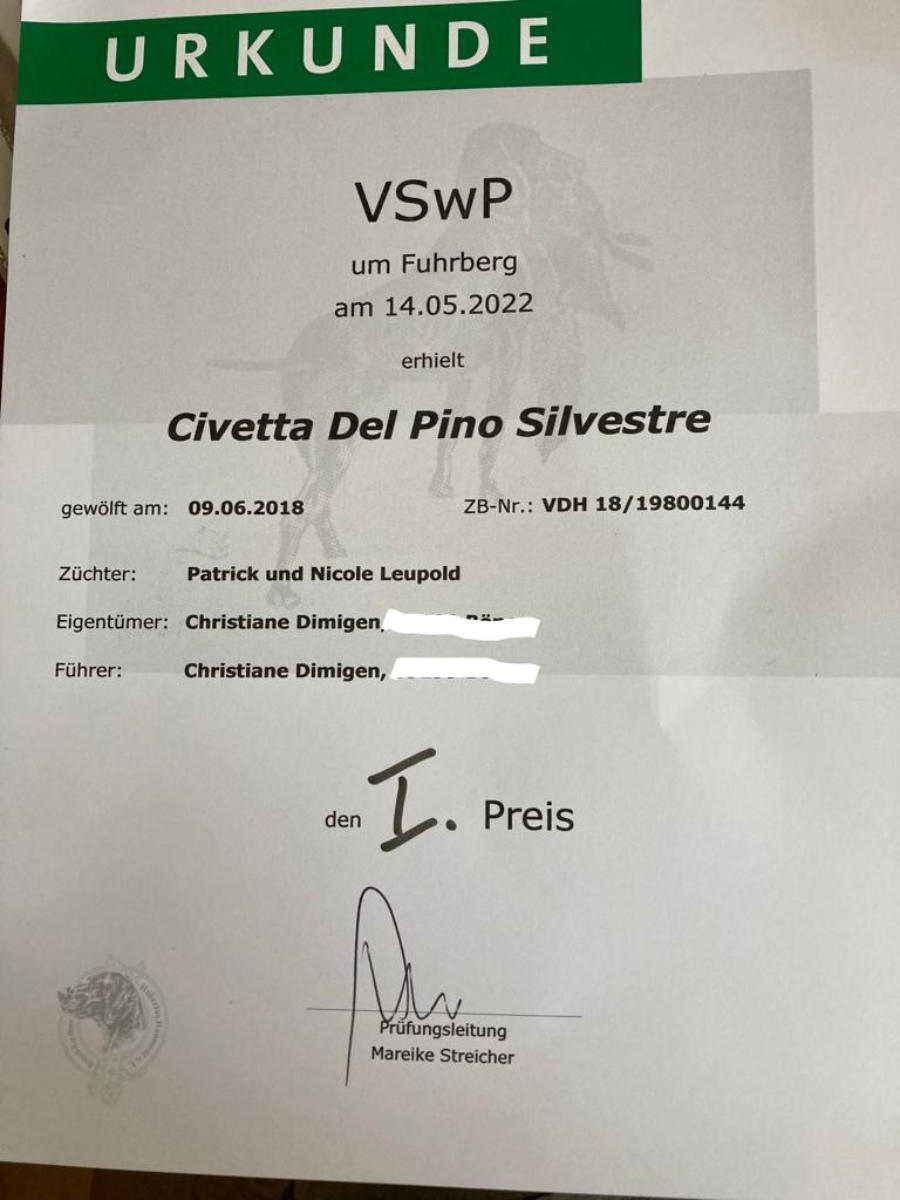 URKUNDE
VSwP
um Fuhrberg
am 14.05.2022
erhielt
Civetta Del Pino Silvestre
gewölft am: 09.06.2018 ZB-Nr.: VDH 18/19800144
Züchter: Patrick und Nicole Leupold
Eigentümer: Christiane Dimigen,
Führer: Christiane Dimigen,
den I. Preis
Prüfungsleitung
Mareike Streicher